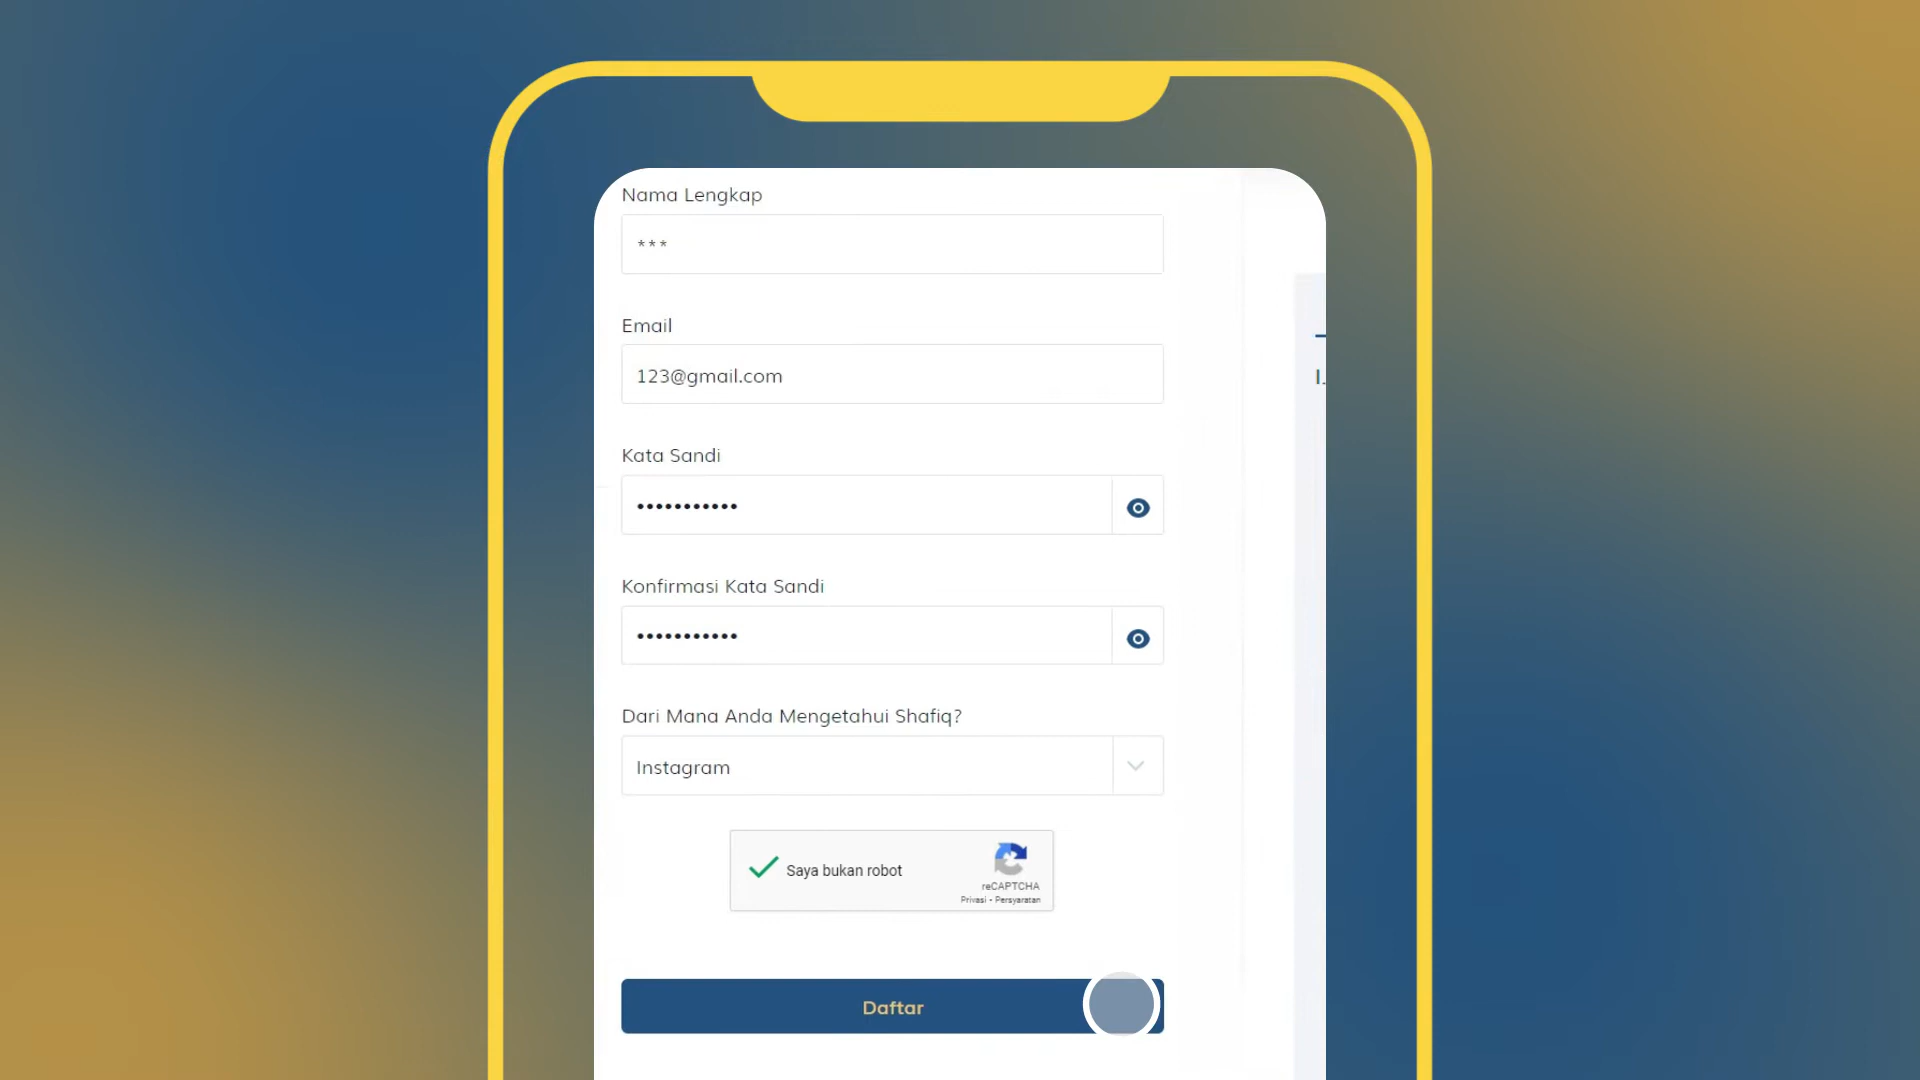 Nama Lengkap
***
Email
123@gmail.com
Kata Sandi
•••••••••••
Konfirmasi Kata Sandi
•••••••••••
Dari Mana Anda Mengetahui Shafiq?
Instagram
Saya bukan robot
reCAPTCHA
Privasi - Persyaratan
Daftar